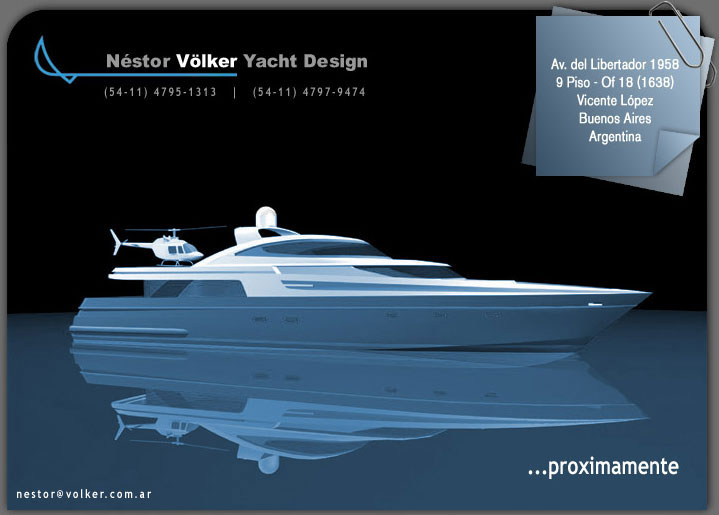 Néstor Völker Yacht Design
(54-11) 4795-1313 | (54-11) 4797-9474
Av. del Libertador 1958
9 Piso - Of 18 (1638)
Vicente López
Buenos Aires
Argentina
...proximamente
nestor@volker.com.ar